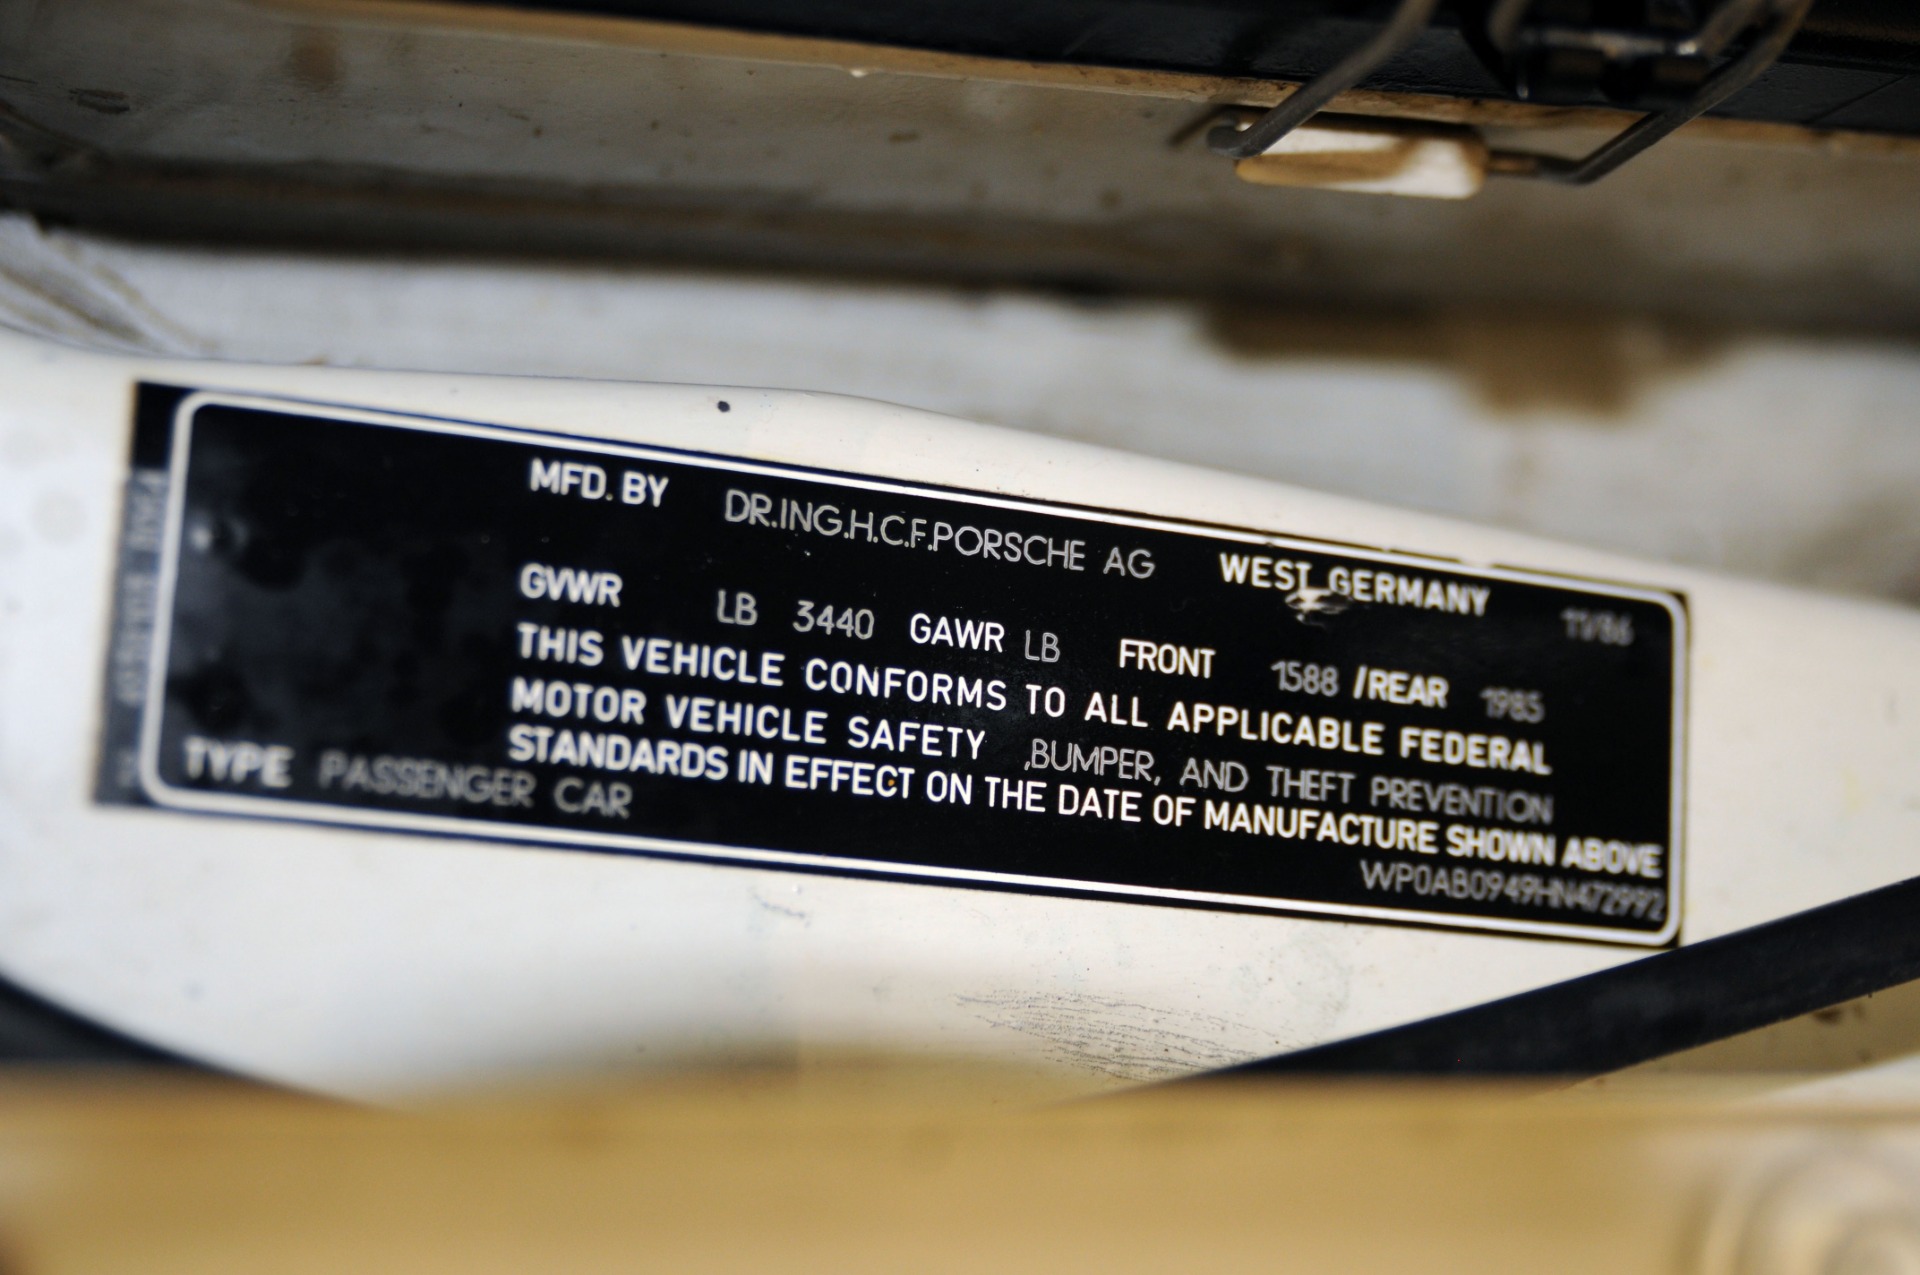 MFD. BY DR.ING.H.C.F.PORSCHE AG WEST GERMANY 11/86
GVWR LB 3440 GAWR LB FRONT 1588 /REAR 1985
THIS VEHICLE CONFORMS TO ALL APPLICABLE FEDERAL
MOTOR VEHICLE SAFETY ,BUMPER, AND THEFT PREVENTION
STANDARDS IN EFFECT ON THE DATE OF MANUFACTURE SHOWN ABOVE
TYPE PASSENGER CAR WP0AB0949HN472992